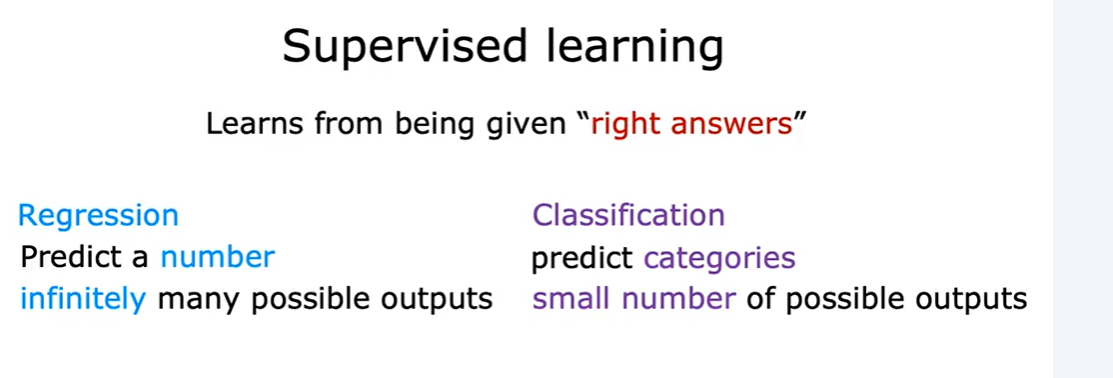 Supervised learning
Learns from being given “right answers”
Regression
Predict a number
infinitely many possible outputs
Classification
predict categories
small number of possible outputs